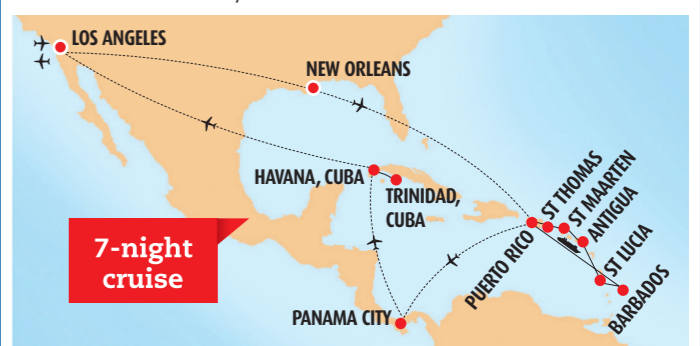 LOS ANGELES
NEW ORLEANS
HAVANA, CUBA
TRINIDAD,
CUBA
ST THOMAS
ST MAARTEN
ANTIGUA
ST LUCIA
BARBADOS
PUERTO RICO
7-night
cruise
PANAMA CITY